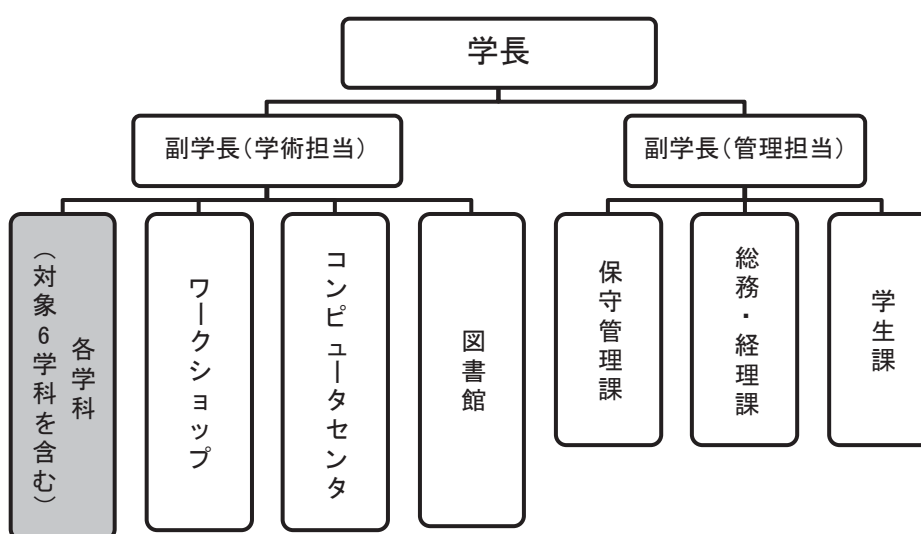 学長
副学長（学術担当）
副学長（管理担当）
各学科
（対象6学科を含む）
ワークショップ
コンピュータセンタ
図書館
保守管理課
総務・経理課
学生課